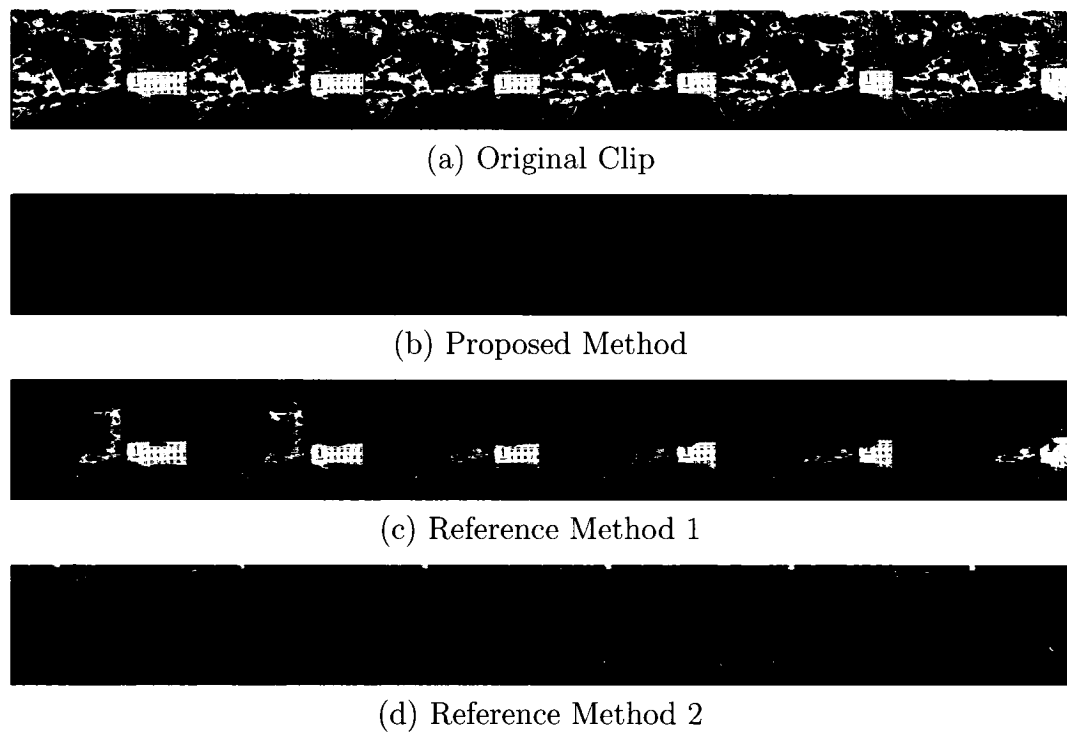 (a) Original Clip
(b) Proposed Method
(c) Reference Method 1
(d) Reference Method 2